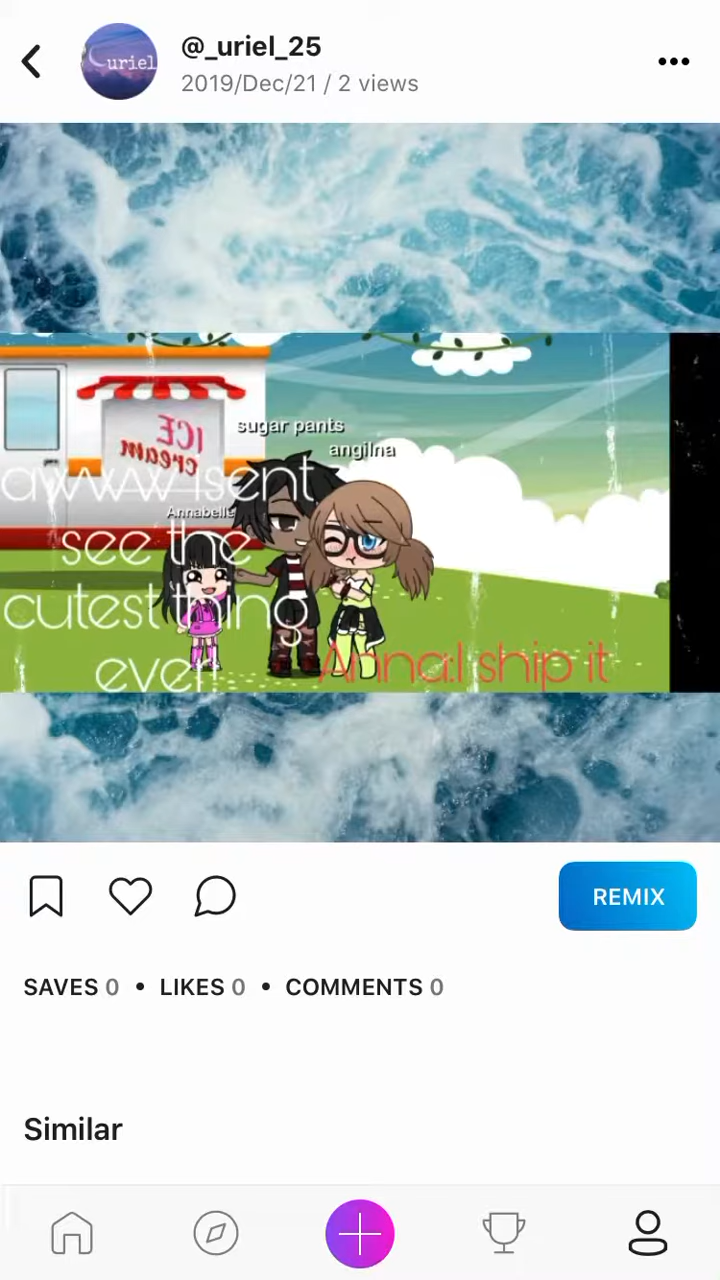 @_uriel_25
uriel
2019/Dec/21 / 2 views
ICE
cream
sugar pants
angilna
awww isent
Annabelle
see the
cutest thing
ever!
Anna:I ship it
REMIX
SAVES 0 • LIKES 0 • COMMENTS 0
Similar